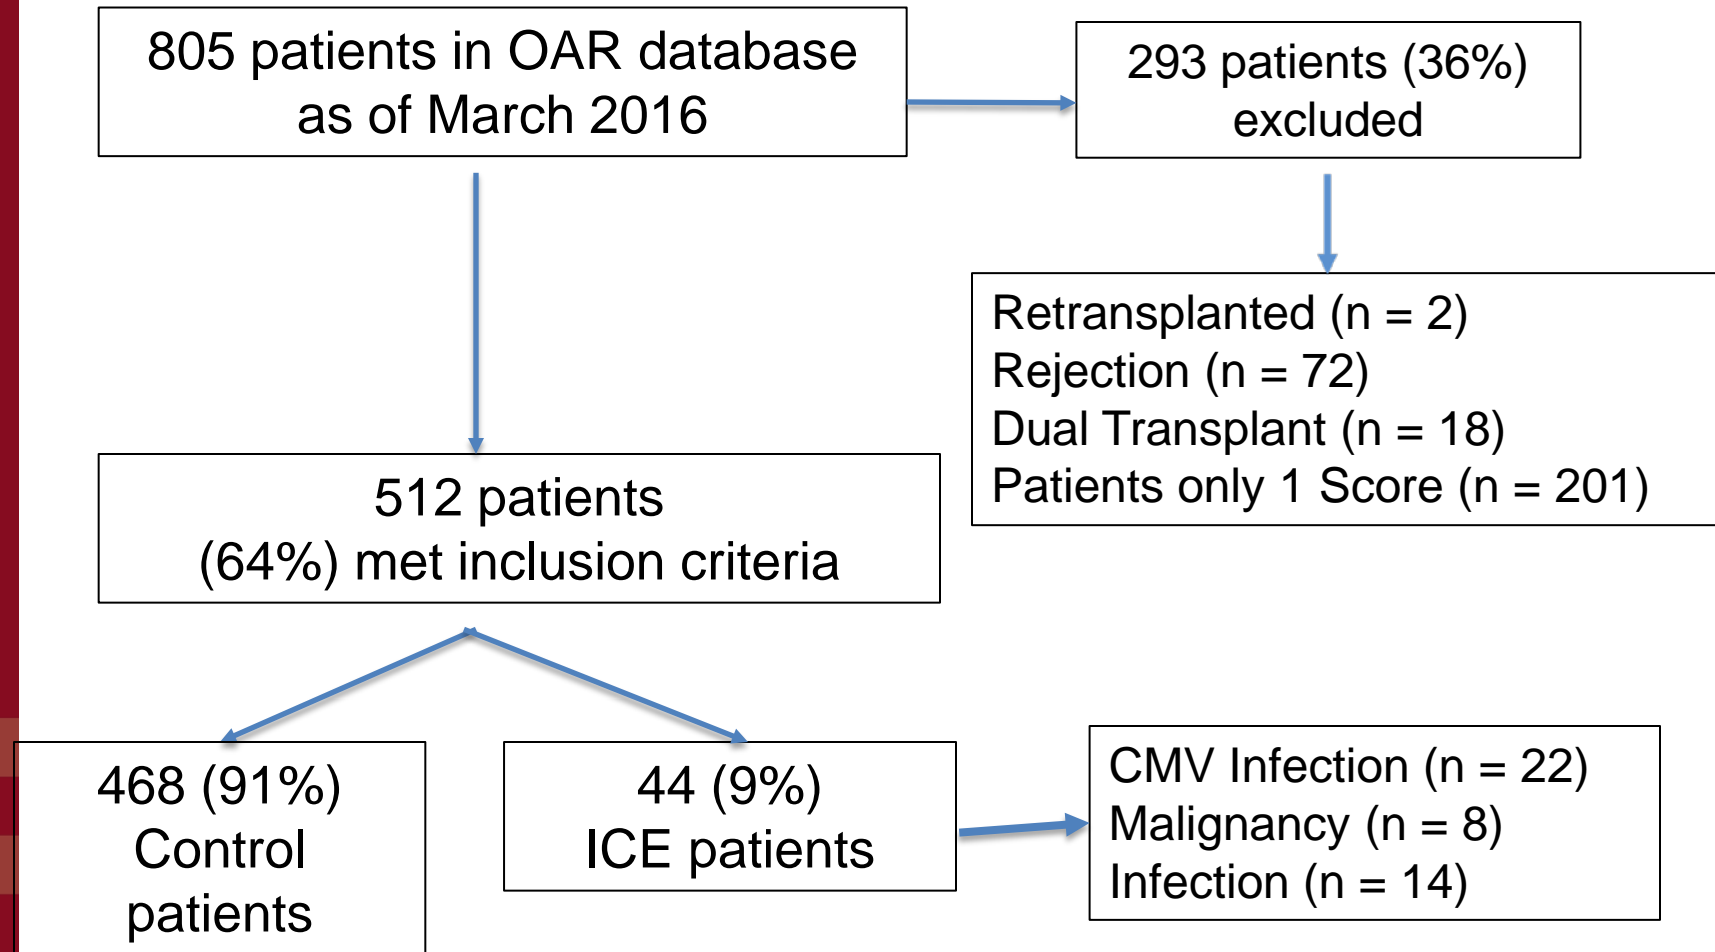 805 patients in OAR database
as of March 2016
293 patients (36%)
excluded
Retransplanted (n = 2)
Rejection (n = 72)
Dual Transplant (n = 18)
Patients only 1 Score (n = 201)
512 patients
(64%) met inclusion criteria
468 (91%)
Control
patients
44 (9%)
ICE patients
CMV Infection (n = 22)
Malignancy (n = 8)
Infection (n = 14)